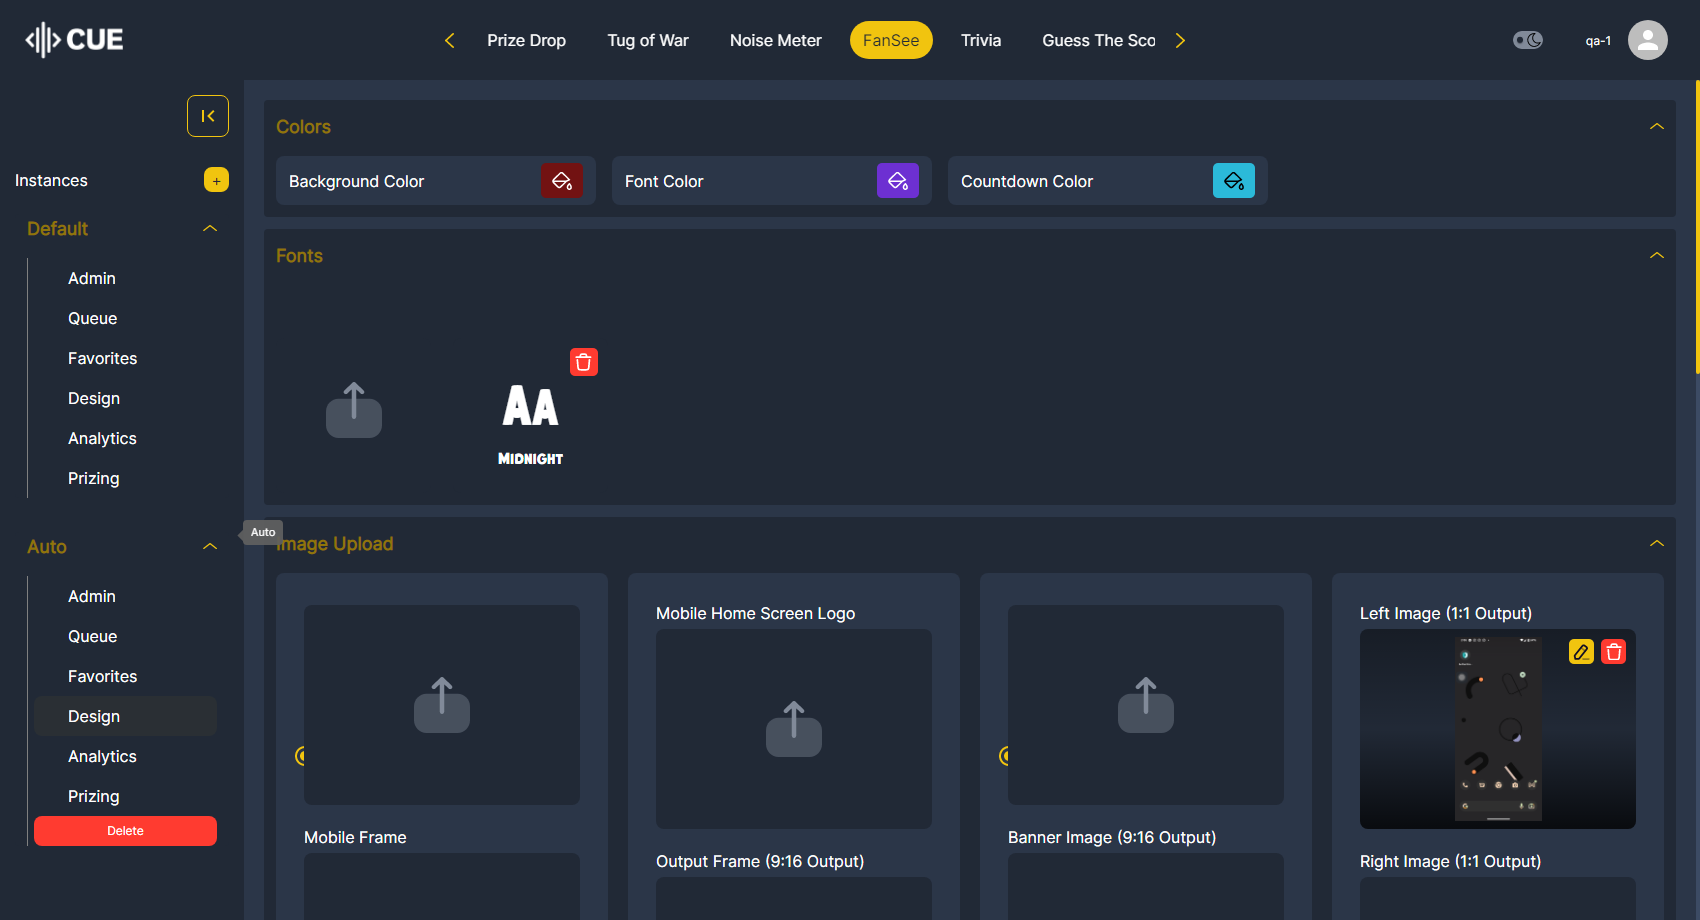 CUE
Prize Drop
Tug of War
Noise Meter
FanSee
Trivia
Guess The Sco
qa-1
Instances
+
Default
Admin
Queue
Favorites
Design
Analytics
Prizing
Auto
Admin
Queue
Favorites
Design
Analytics
Prizing
Delete
Auto
Colors
Background Color
Font Color
Countdown Color
Fonts
AA
MIDNIGHT
Image Upload
Mobile Frame
Mobile Home Screen Logo
Output Frame (9:16 Output)
Banner Image (9:16 Output)
Left Image (1:1 Output)
Right Image (1:1 Output)